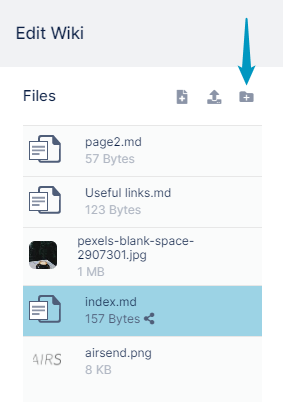 Edit Wiki
Files
page2.md
57 Bytes
Useful links.md
123 Bytes
pexels-blank-space-
2907301.jpg
1 MB
index.md
157 Bytes
AIRS
airsend.png
8 KB